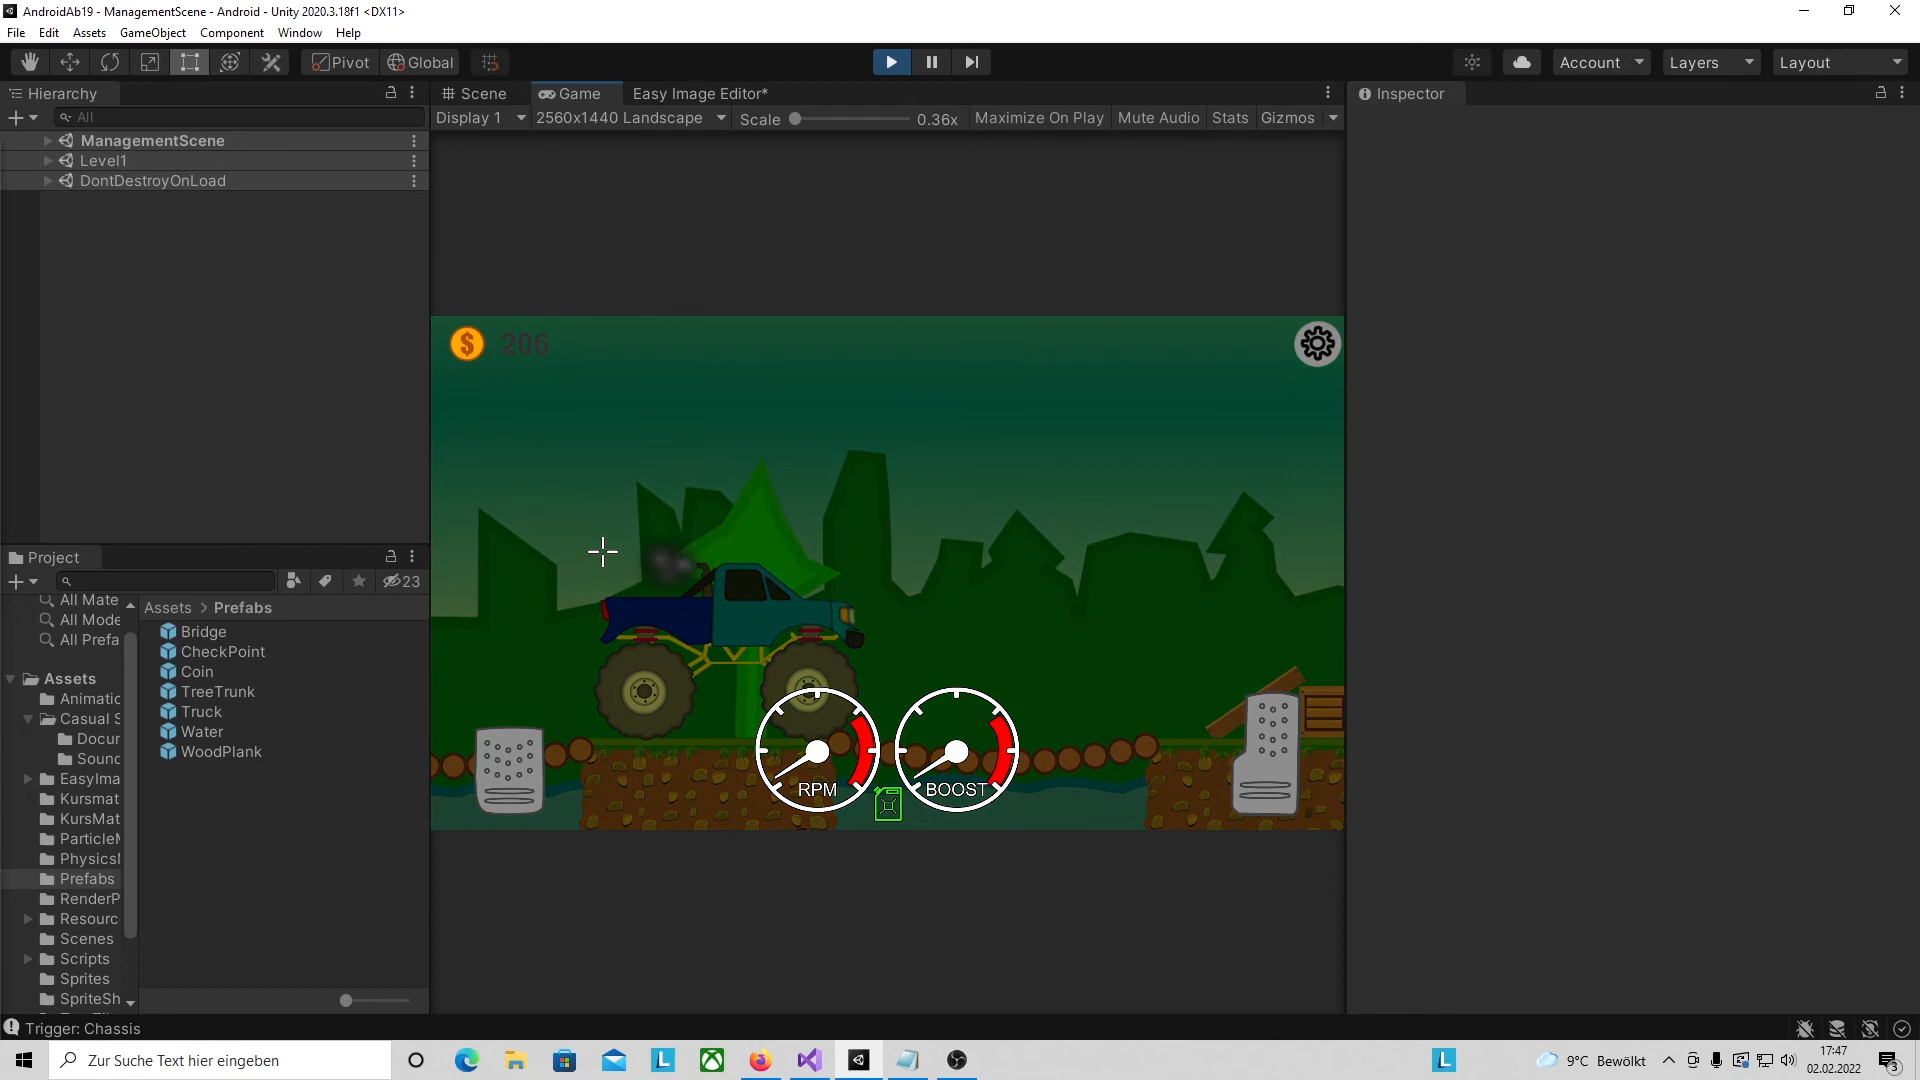 AndroidAb19 - ManagementScene - Android - Unity 2020.3.18f1 <DX11>
File Edit Assets GameObject Component Window Help
Pivot Global Account Layers Layout
Hierarchy Scene Game Easy Image Editor* Inspector
All Display 1 2560x1440 Landscape Scale 0.36x Maximize On Play Mute Audio Stats Gizmos
ManagementScene
Level1
DontDestroyOnLoad
$ 206
RPM BOOST
Project
23
All Mate
All Mode
All Prefa
Assets
Animatic
Casual S
Docur
Sound
EasyIma
Kursmat
KursMat
ParticleM
PhysicsM
Prefabs
RenderP
Resourc
Scenes
Scripts
Sprites
SpriteSh
Assets > Prefabs
Bridge
CheckPoint
Coin
TreeTrunk
Truck
Water
WoodPlank
Trigger: Chassis
Zur Suche Text hier eingeben L L 9°C Bewölkt 17:47
02.02.2022 3